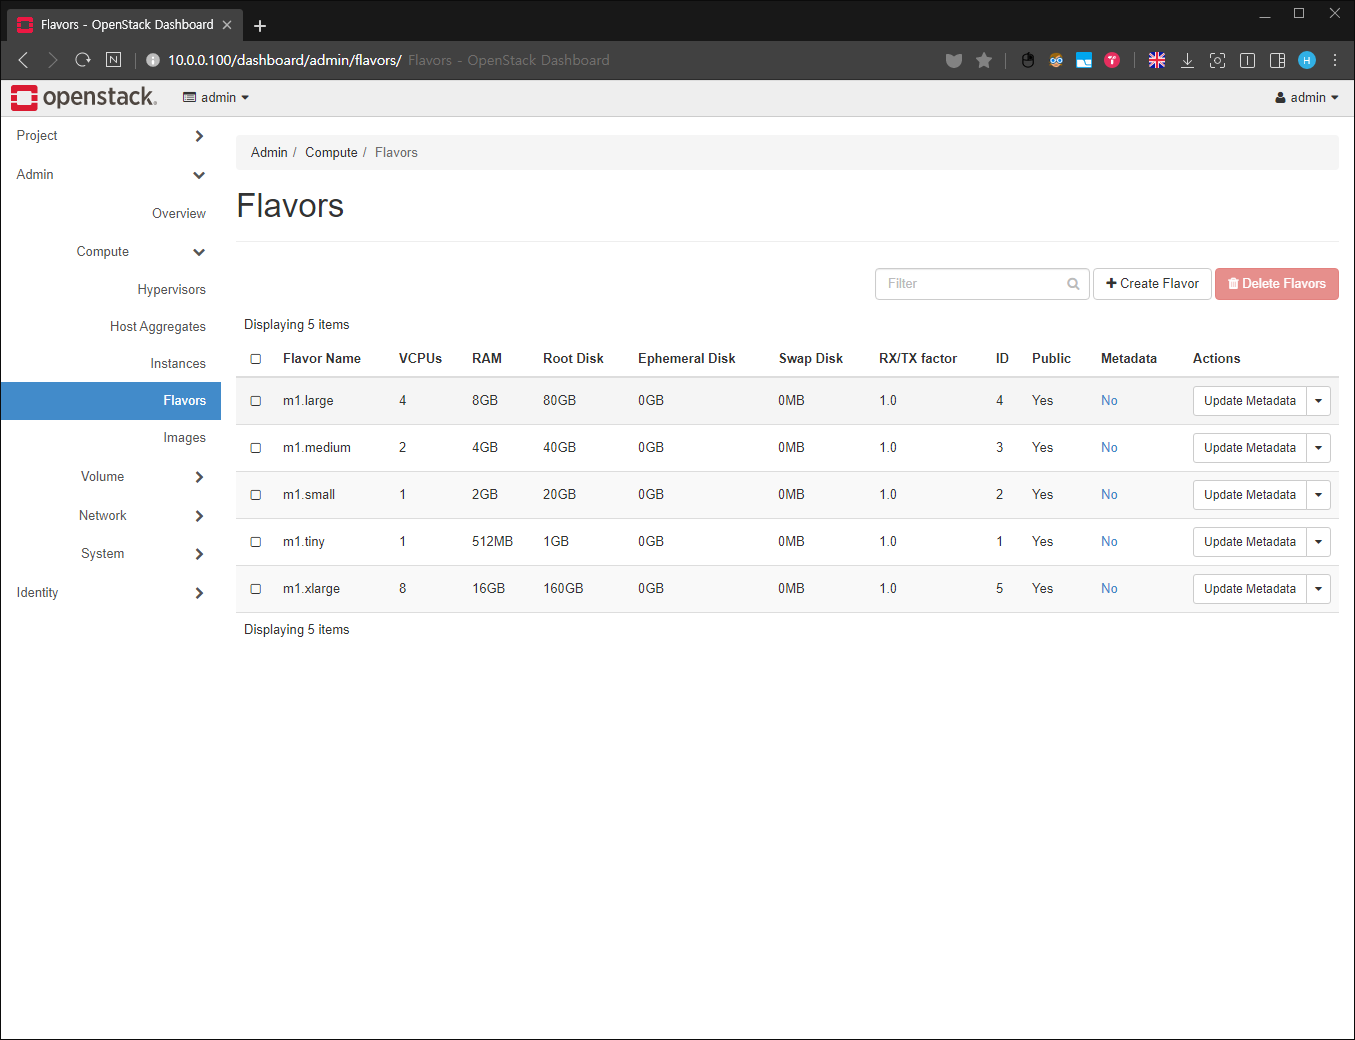 Flavors - OpenStack Dashboard
N
10.0.0.100/dashboard/admin/flavors/ Flavors - OpenStack Dashboard
H
openstack.
admin
admin
Project
Admin
Overview
Compute
Hypervisors
Host Aggregates
Instances
Flavors
Images
Volume
Network
System
Identity
Admin / Compute / Flavors
Flavors
Filter
Create Flavor
Delete Flavors
Displaying 5 items
Flavor Name VCPUs RAM Root Disk Ephemeral Disk Swap Disk RX/TX factor ID Public Metadata Actions
m1.large 4 8GB 80GB 0GB 0MB 1.0 4 Yes No Update Metadata
m1.medium 2 4GB 40GB 0GB 0MB 1.0 3 Yes No Update Metadata
m1.small 1 2GB 20GB 0GB 0MB 1.0 2 Yes No Update Metadata
m1.tiny 1 512MB 1GB 0GB 0MB 1.0 1 Yes No Update Metadata
m1.xlarge 8 16GB 160GB 0GB 0MB 1.0 5 Yes No Update Metadata
Displaying 5 items